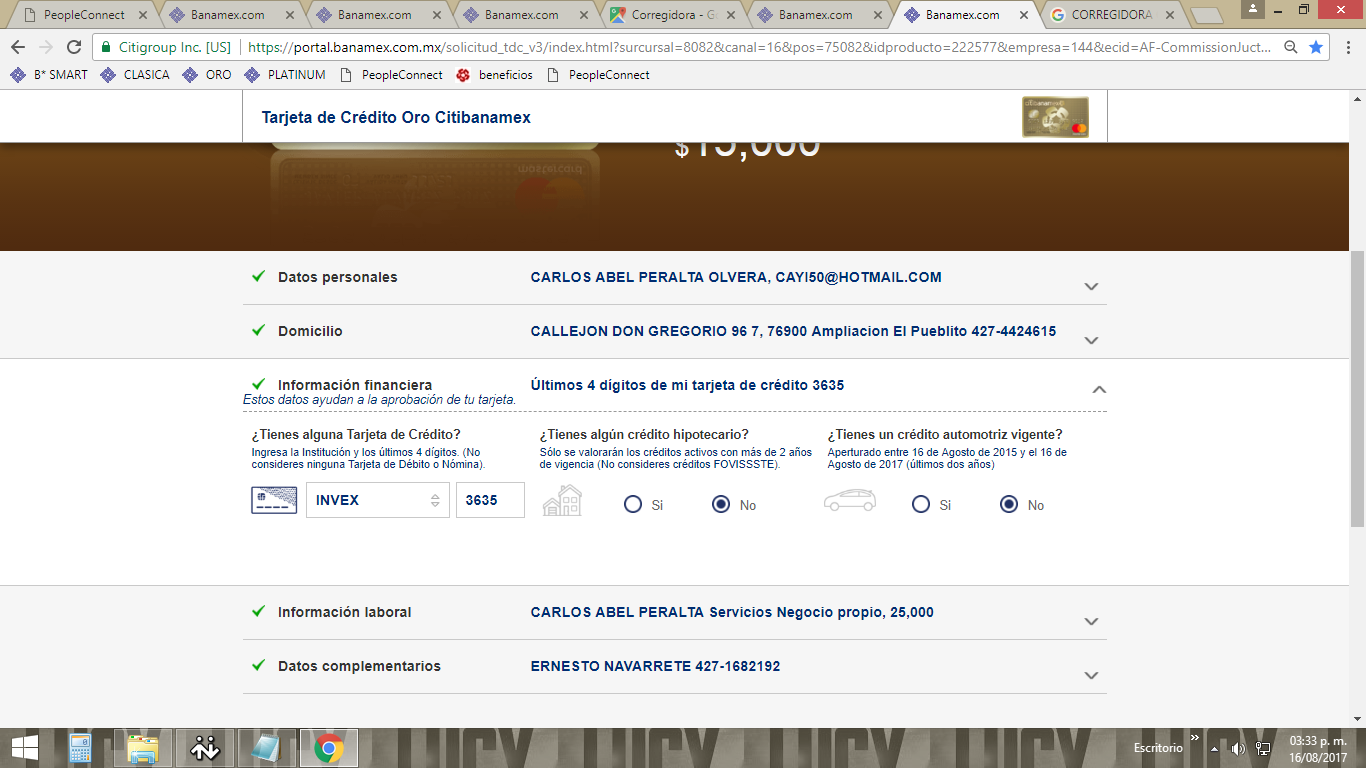 PeopleConnect
Banamex.com
Banamex.com
Banamex.com
Corregidora - G
Banamex.com
Banamex.com
CORREGIDORA
Citigroup Inc. [US]
https://portal.banamex.com.mx/solicitud_tdc_v3/index.html?surcursal=8082&canal=16&pos=75082&idproducto=222577&empresa=144&ecid=AF-CommissionJuct...
B* SMART
CLASICA
ORO
PLATINUM
PeopleConnect
beneficios
PeopleConnect
Tarjeta de Crédito Oro Citibanamex
$15,000
Datos personales
CARLOS ABEL PERALTA OLVERA, CAYI50@HOTMAIL.COM
Domicilio
CALLEJON DON GREGORIO 96 7, 76900 Ampliacion El Pueblito 427-4424615
Información financiera
Últimos 4 dígitos de mi tarjeta de crédito 3635
Estos datos ayudan a la aprobación de tu tarjeta.
¿Tienes alguna Tarjeta de Crédito?
Ingresa la Institución y los últimos 4 dígitos. (No
consideres ninguna Tarjeta de Débito o Nómina).
INVEX
3635
¿Tienes algún crédito hipotecario?
Sólo se valorarán los créditos activos con más de 2 años
de vigencia (No consideres créditos FOVISSSTE).
Si
No
¿Tienes un crédito automotriz vigente?
Aperturado entre 16 de Agosto de 2015 y el 16 de
Agosto de 2017 (últimos dos años)
Si
No
Información laboral
CARLOS ABEL PERALTA Servicios Negocio propio, 25,000
Datos complementarios
ERNESTO NAVARRETE 427-1682192
Escritorio
03:33 p. m.
16/08/2017